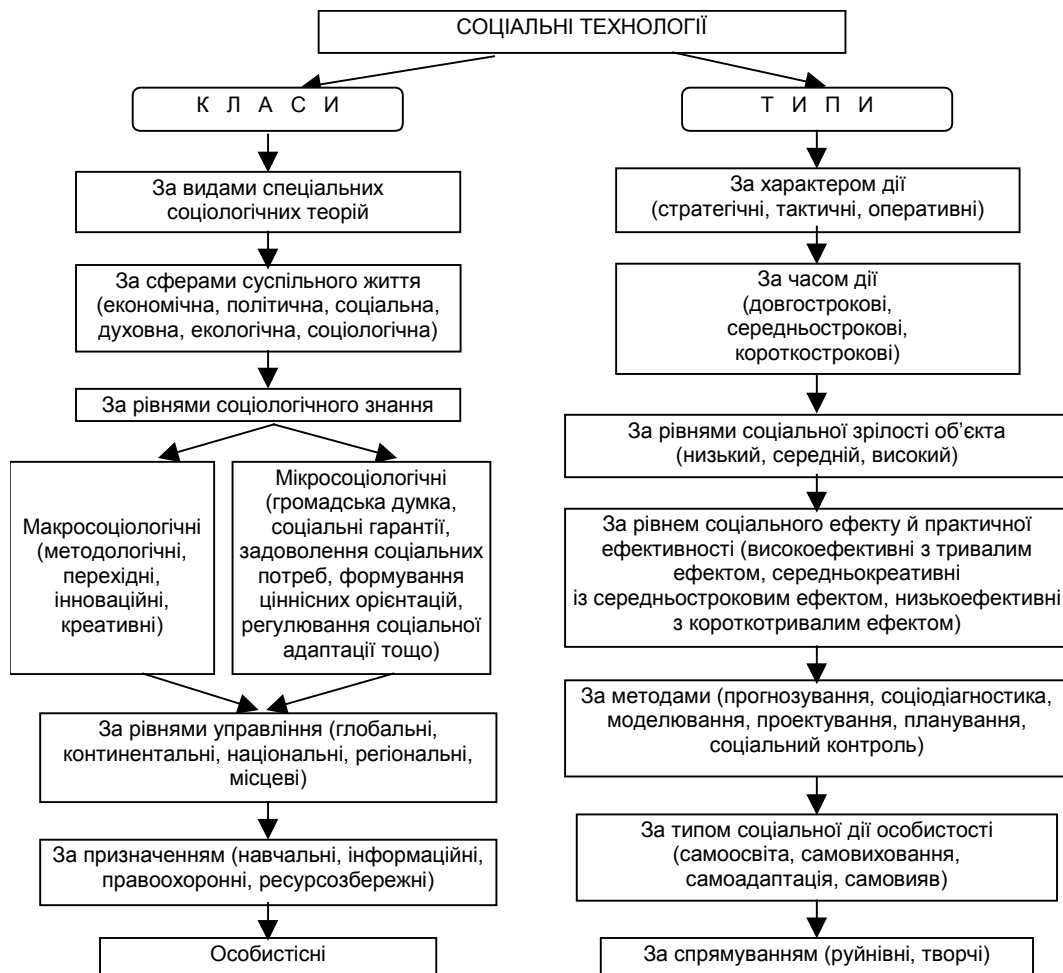 СОЦІАЛЬНІ ТЕХНОЛОГІЇ
К Л А С И
За видами спеціальних
соціологічних теорій
За сферами суспільного життя
(економічна, політична, соціальна,
духовна, екологічна, соціологічна)
За рівнями соціологічного знання
Макросоціологічні
(методологічні,
перехідні,
інноваційні,
креативні)
Мікросоціологічні
(громадська думка,
соціальні гарантії,
задоволення соціальних
потреб, формування
ціннісних орієнтацій,
регулювання соціальної
адаптації тощо)
За рівнями управління (глобальні,
континентальні, національні, регіональні,
місцеві)
За призначенням (навчальні, інформаційні,
правоохоронні, ресурсозбережні)
Особистісні
Т И П И
За характером дії
(стратегічні, тактичні, оперативні)
За часом дії
(довгострокові,
середньострокові,
короткострокові)
За рівнями соціальної зрілості об’єкта
(низький, середній, високий)
За рівнем соціального ефекту й практичної
ефективності (високоефективні з тривалим
ефектом, середньокреативні
із середньостроковим ефектом, низькоефективні
з короткотривалим ефектом)
За методами (прогнозування, соціодіагностика,
моделювання, проектування, планування,
соціальний контроль)
За типом соціальної дії особистості
(самоосвіта, самовиховання,
самоадаптація, самовияв)
За спрямуванням (руйнівні, творчі)